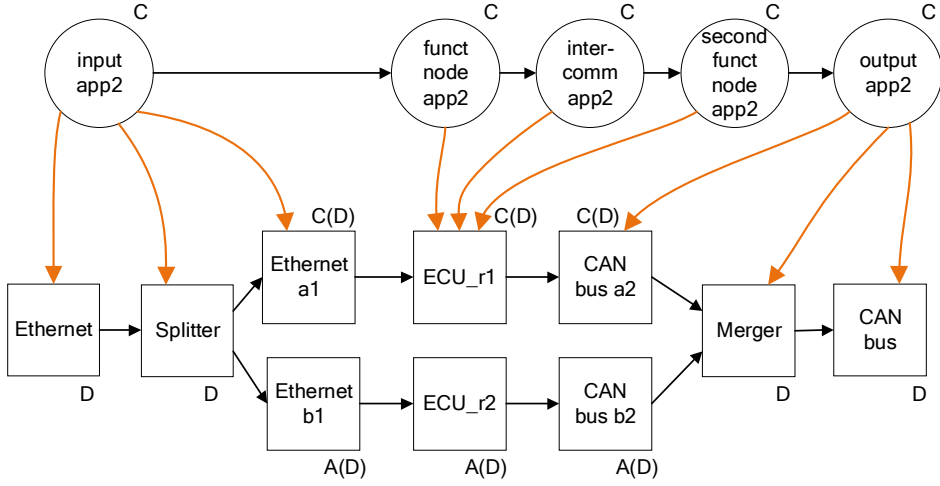 C
C
C
C
C
input
app2
funct
node
app2
inter-
comm
app2
second
funct
node
app2
output
app2
C(D)
C(D)
C(D)
Ethernet
a1
ECU_r1
CAN
bus a2
Ethernet
Splitter
Merger
CAN
bus
D
D
D
D
Ethernet
b1
ECU_r2
CAN
bus b2
A(D)
A(D)
A(D)